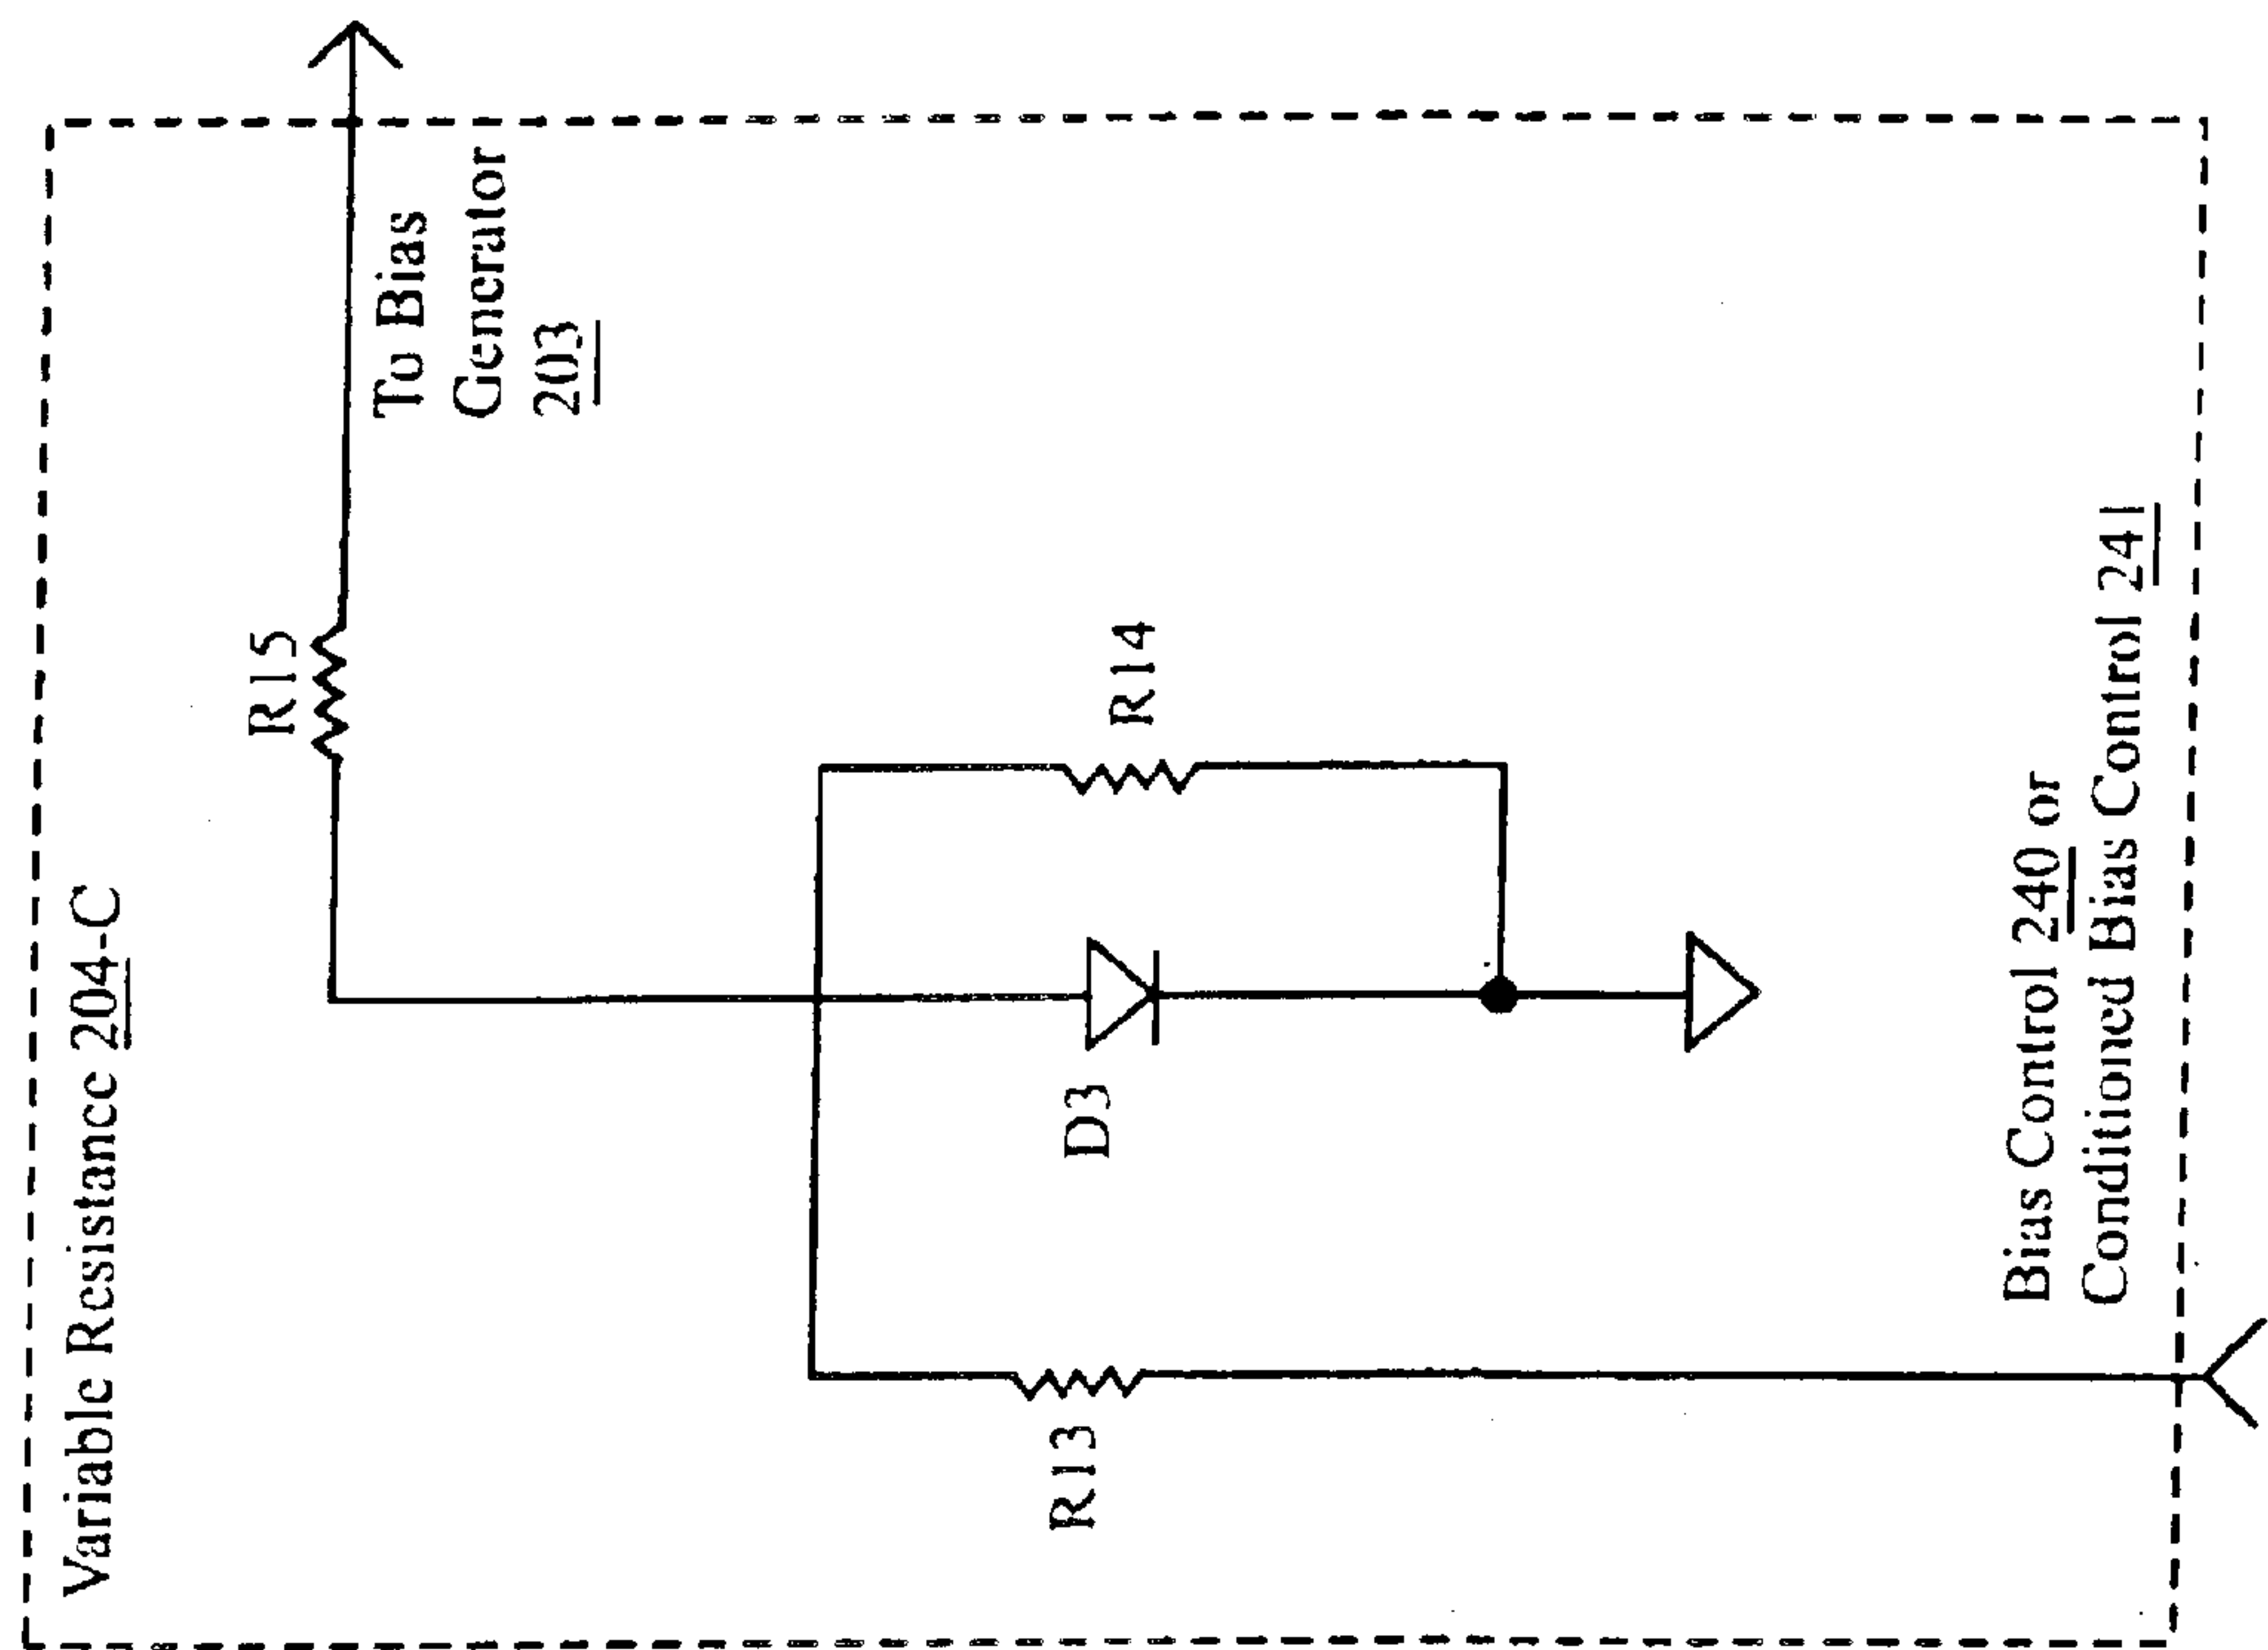 Variable Resistance 204-C
R15
To Bias
Generator
203
R14
D3
R13
Bias Control 240 or
Conditioned Bias Control 241